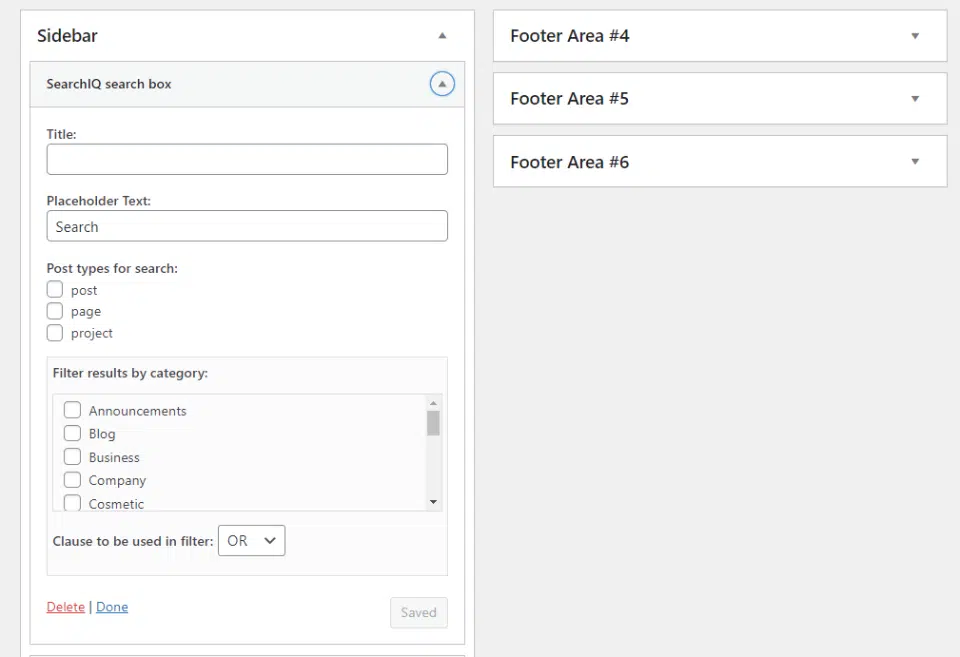 Sidebar
SearchIQ search box
Title:
Placeholder Text:
Search
Post types for search:
post
page
project
Filter results by category:
Announcements
Blog
Business
Company
Cosmetic
Clause to be used in filter: OR
Delete | Done
Saved
Footer Area #4
Footer Area #5
Footer Area #6